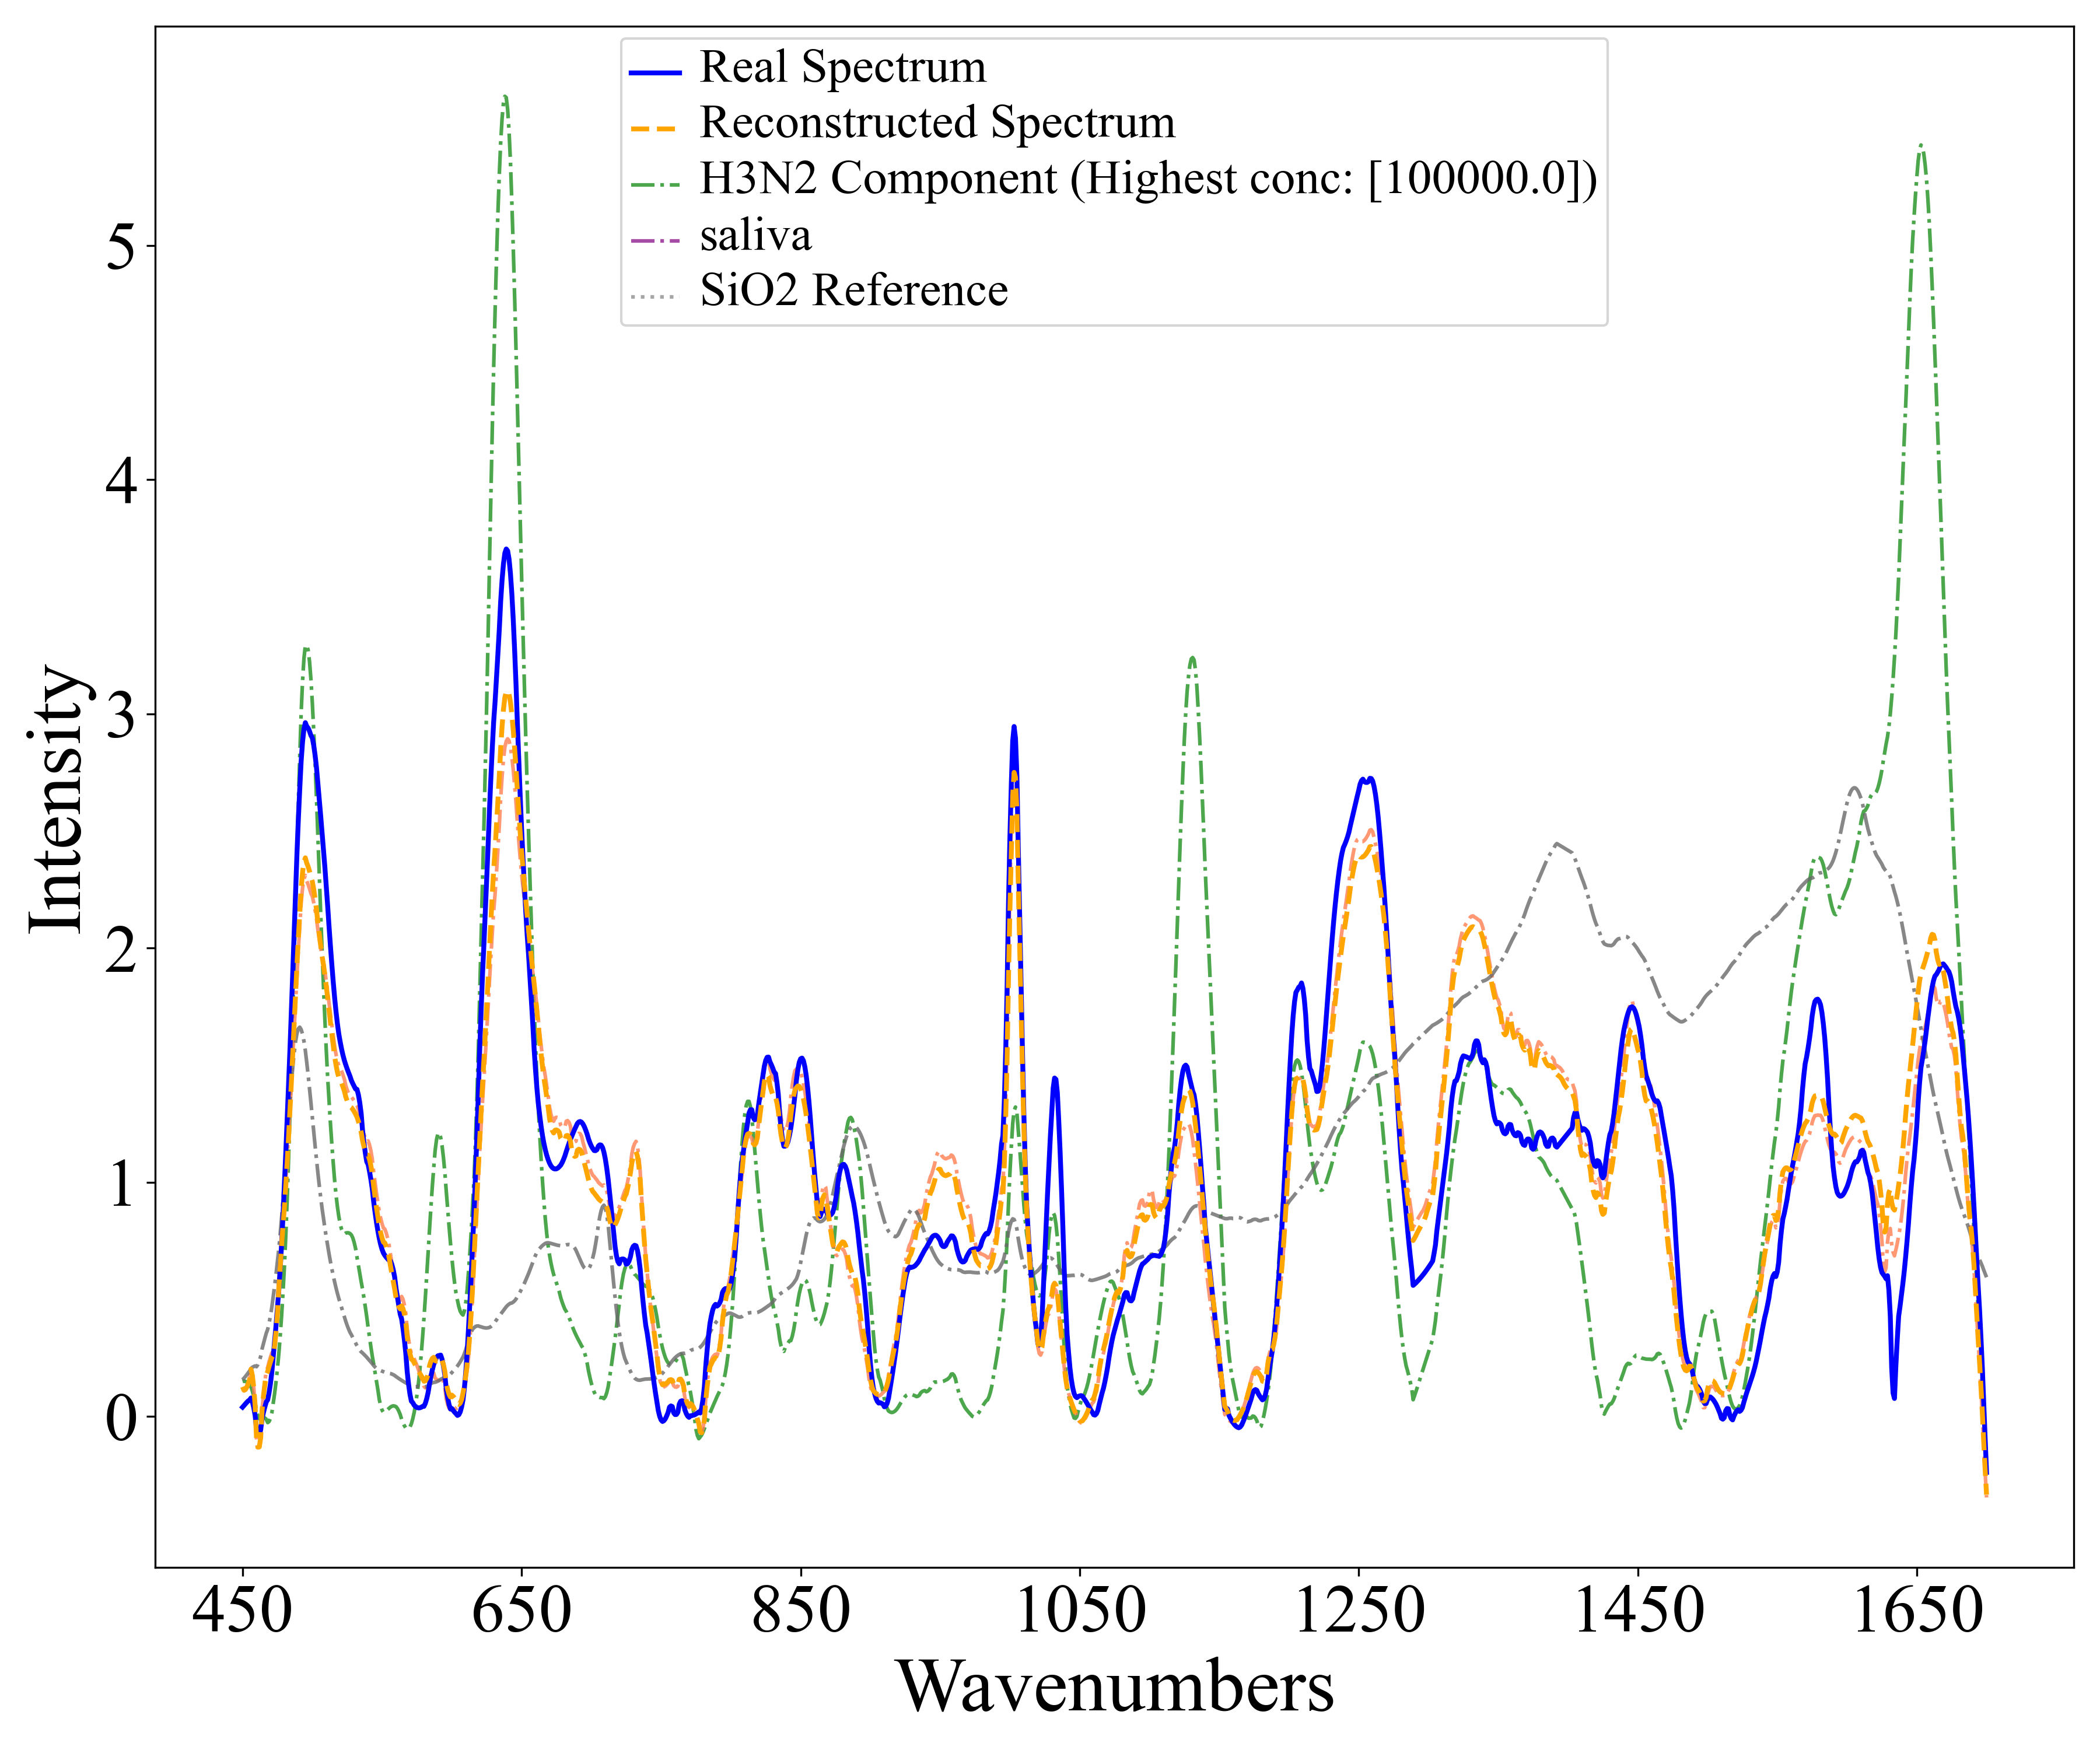 Real Spectrum
Reconstructed Spectrum
H3N2 Component (Highest conc: [100000.0])
saliva
SiO2 Reference
Intensity
5
4
3
2
1
0
450 650 850 1050 1250 1450 1650
Wavenumbers